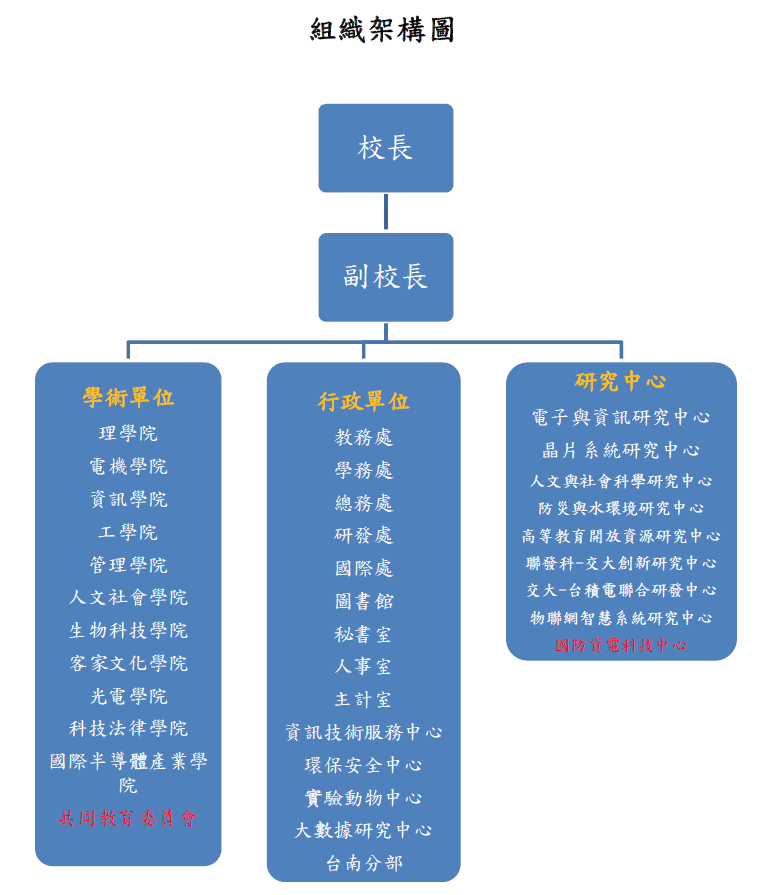 組織架構圖
校長
副校長
學術單位
理學院
電機學院
資訊學院
工學院
管理學院
人文社會學院
生物科技學院
客家文化學院
光電學院
科技法律學院
國際半導體產業學
院
共同教育委員會
行政單位
教務處
學務處
總務處
研發處
國際處
圖書館
秘書室
人事室
主計室
資訊技術服務中心
環保安全中心
實驗動物中心
大數據研究中心
台南分部
研究中心
電子與資訊研究中心
晶片系統研究中心
人文與社會科學研究中心
防災與水環境研究中心
高等教育開放資源研究中心
聯發科-交大創新研究中心
交大-台積電聯合研發中心
物聯網智慧系統研究中心
國防資電科技中心